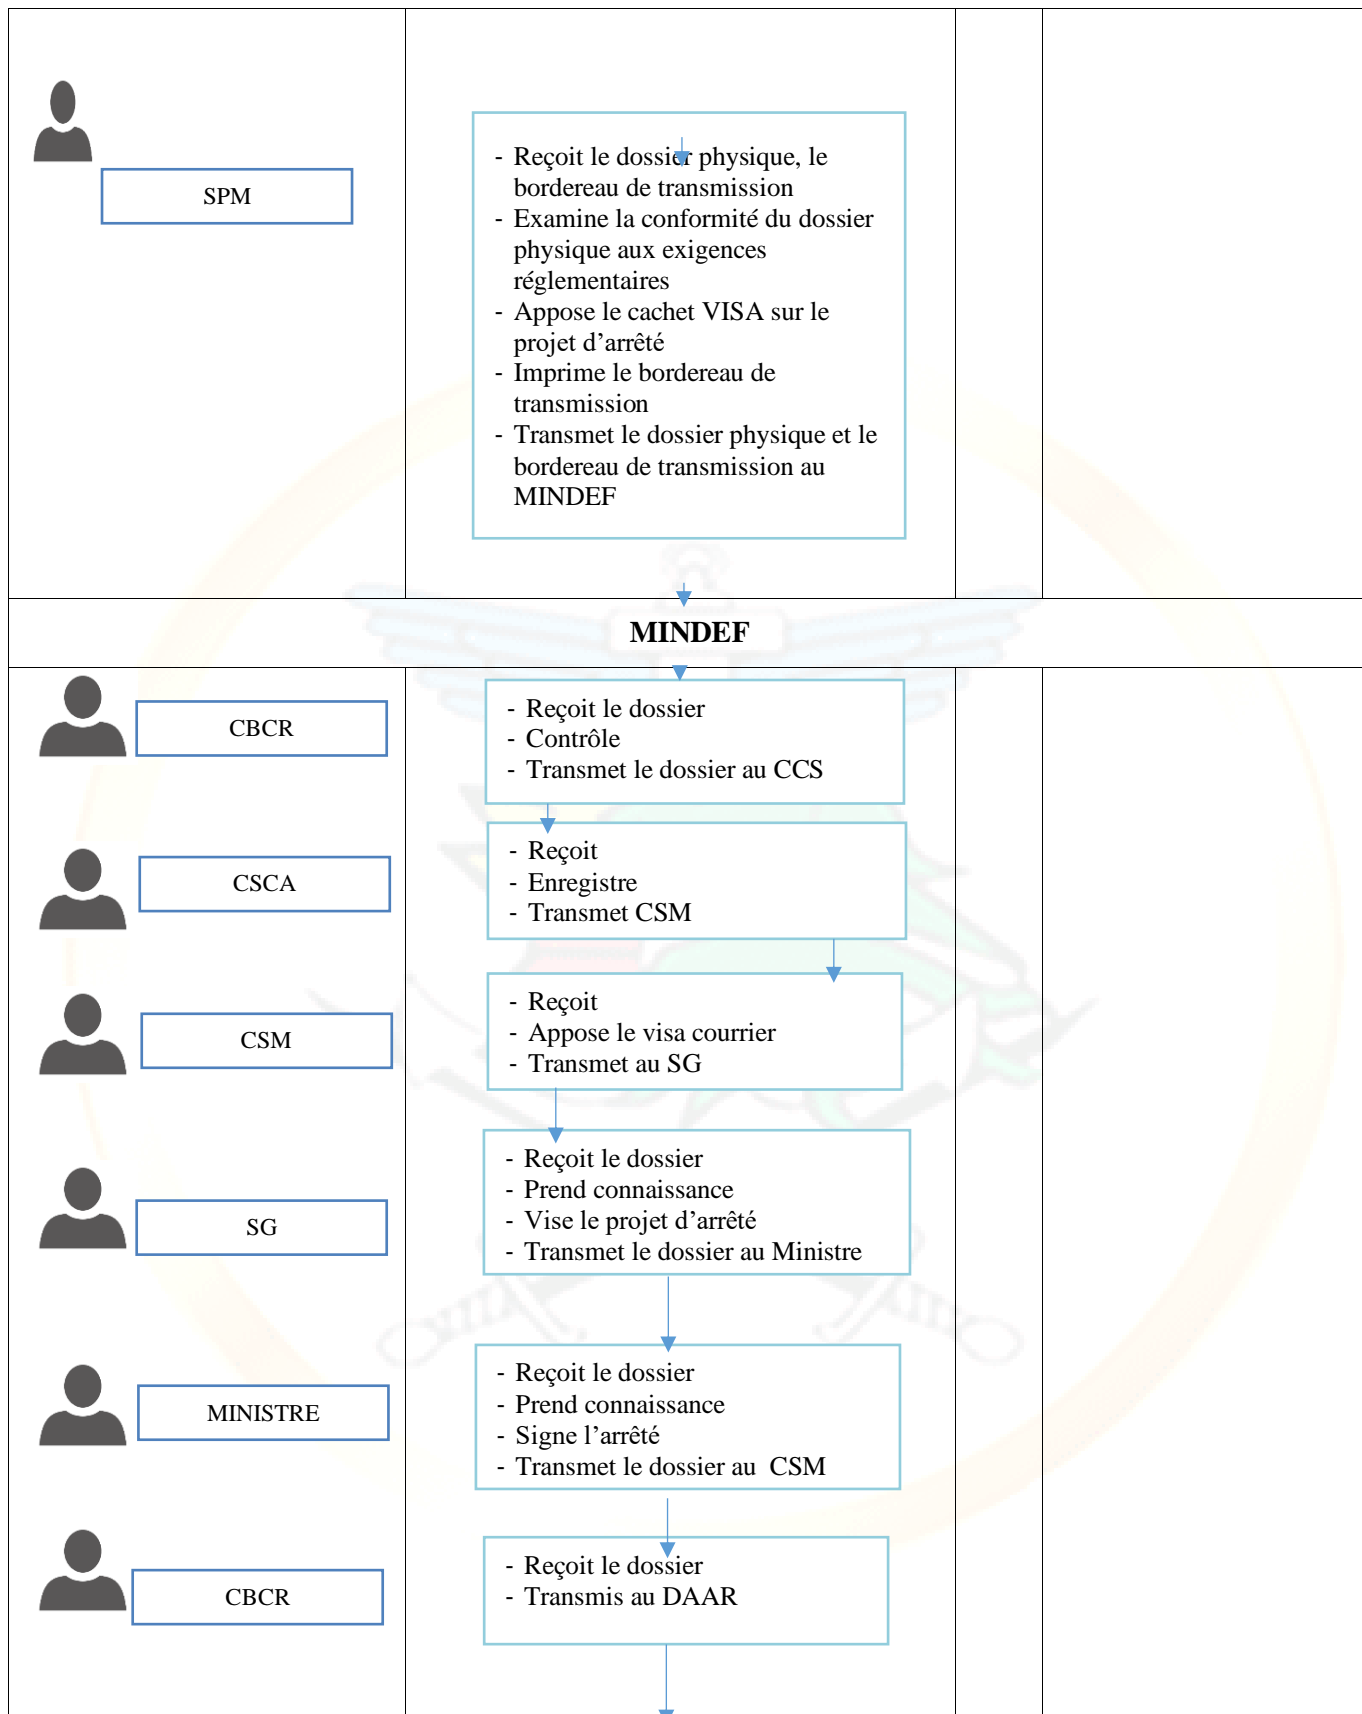 SPM
- Reçoit le dossier physique, le
bordereau de transmission
- Examine la conformité du dossier
physique aux exigences
réglementaires
- Appose le cachet VISA sur le
projet d’arrêté
- Imprime le bordereau de
transmission
- Transmet le dossier physique et le
bordereau de transmission au
MINDEF
MINDEF
CBCR
- Reçoit le dossier
- Contrôle
- Transmet le dossier au CCS
CSCA
- Reçoit
- Enregistre
- Transmet CSM
CSM
- Reçoit
- Appose le visa courrier
- Transmet au SG
SG
- Reçoit le dossier
- Prend connaissance
- Vise le projet d’arrêté
- Transmet le dossier au Ministre
MINISTRE
- Reçoit le dossier
- Prend connaissance
- Signe l’arrêté
- Transmet le dossier au  CSM
CBCR
- Reçoit le dossier
- Transmis au DAAR